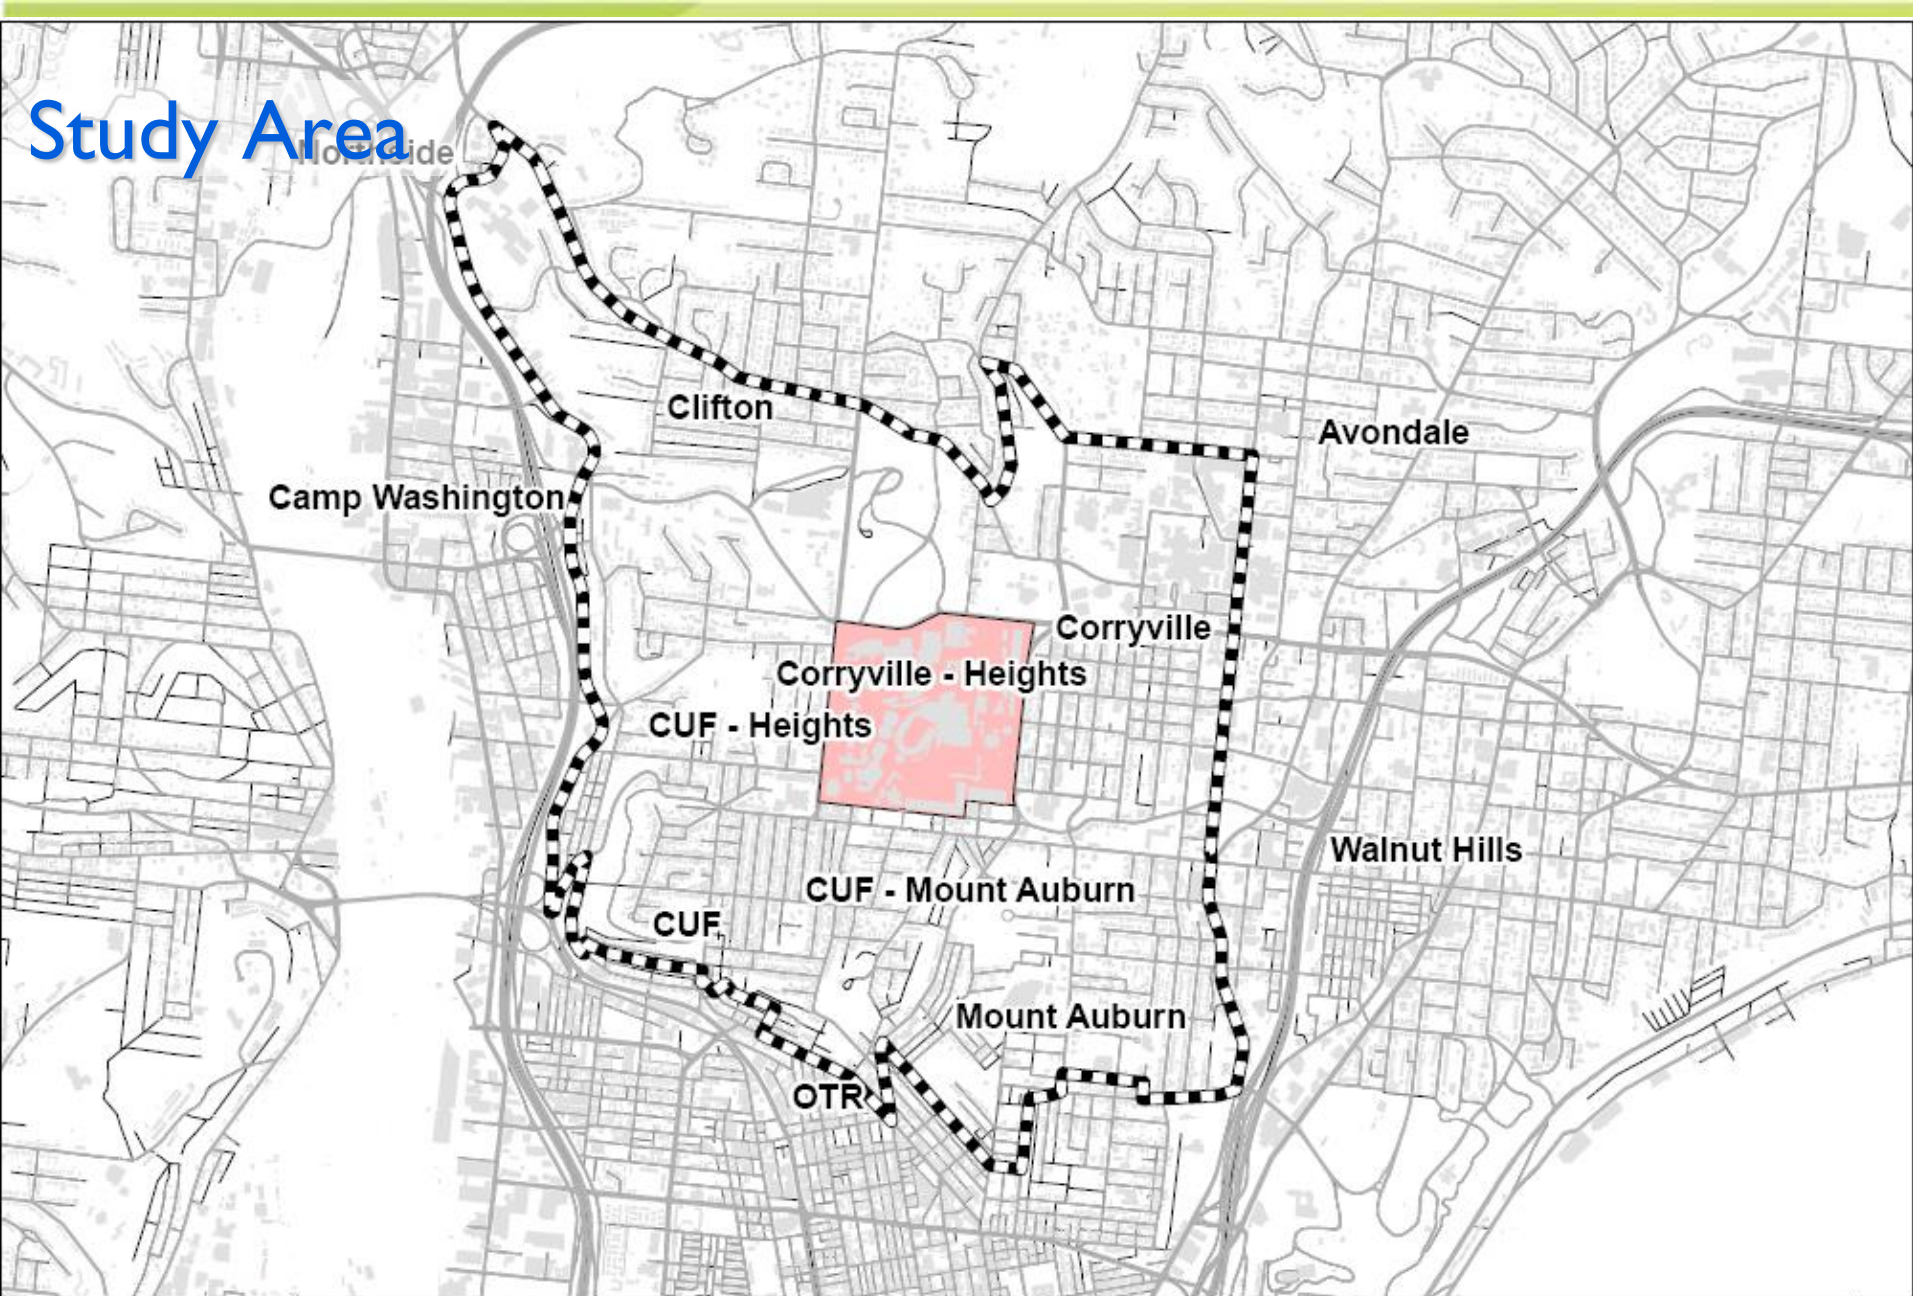 Study Area
Northside
Clifton
Avondale
Camp Washington
Corryville
Corryville - Heights
CUF - Heights
Walnut Hills
CUF - Mount Auburn
CUF
Mount Auburn
OTR